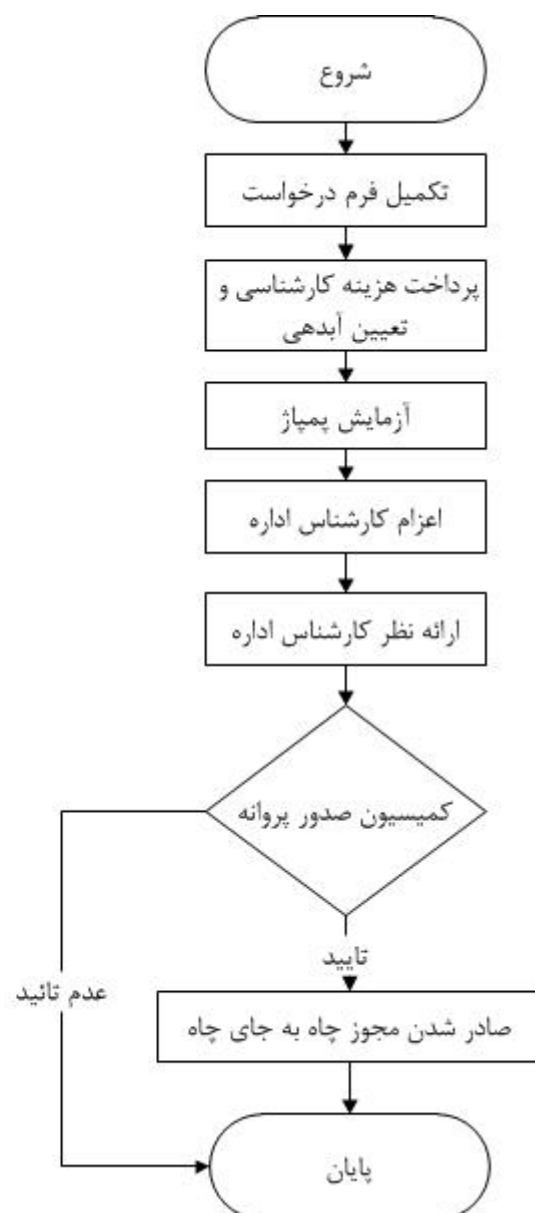 شروع
تکمیل فرم درخواست
پرداخت هزینه کارشناسی و
تعیین آبدهی
آزمایش پمپاژ
اعزام کارشناس اداره
ارائه نظر کارشناس اداره
کمیسیون صدور پروانه
تایید
عدم تائید
صادر شدن مجوز چاه به جای چاه
پایان